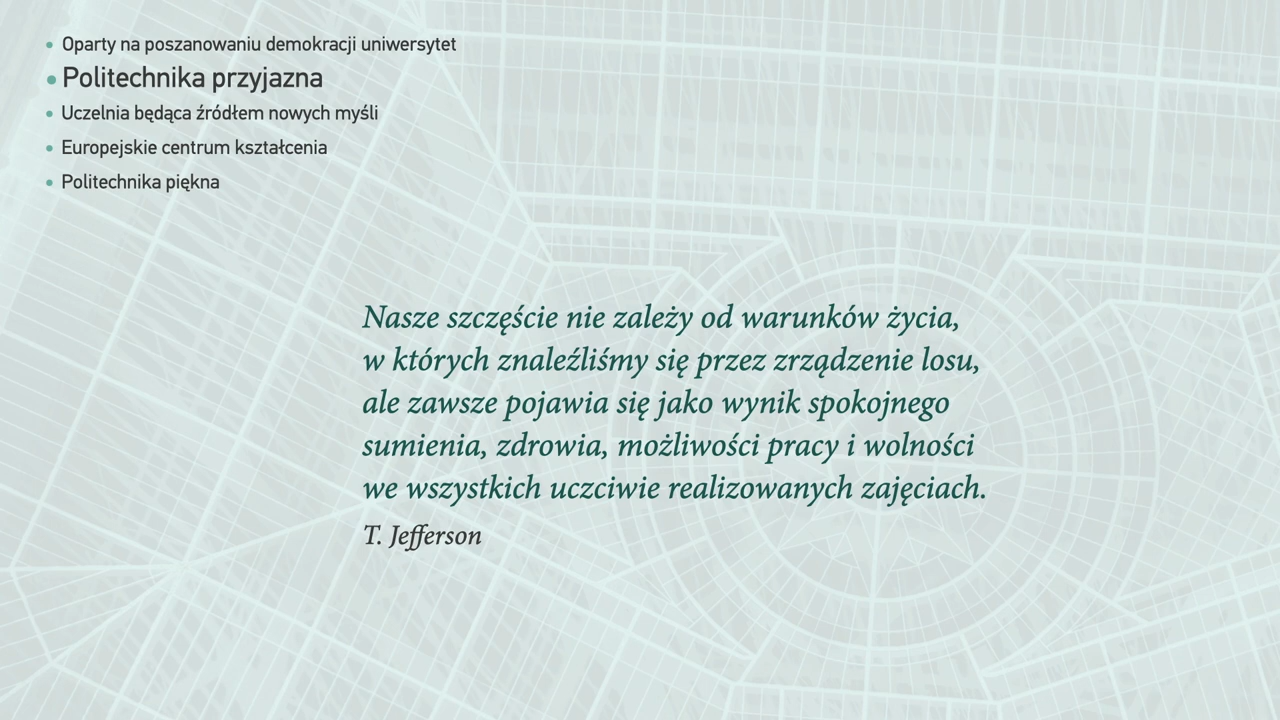 • Oparty na poszanowaniu demokracji uniwersytet
• Politechnika przyjazna
• Uczelnia będąca źródłem nowych myśli
• Europejskie centrum kształcenia
• Politechnika piękna
Nasze szczęście nie zależy od warunków życia,
w których znaleźliśmy się przez zrządzenie losu,
ale zawsze pojawia się jako wynik spokojnego
sumienia, zdrowia, możliwości pracy i wolności
we wszystkich uczciwie realizowanych zajęciach.
T. Jefferson